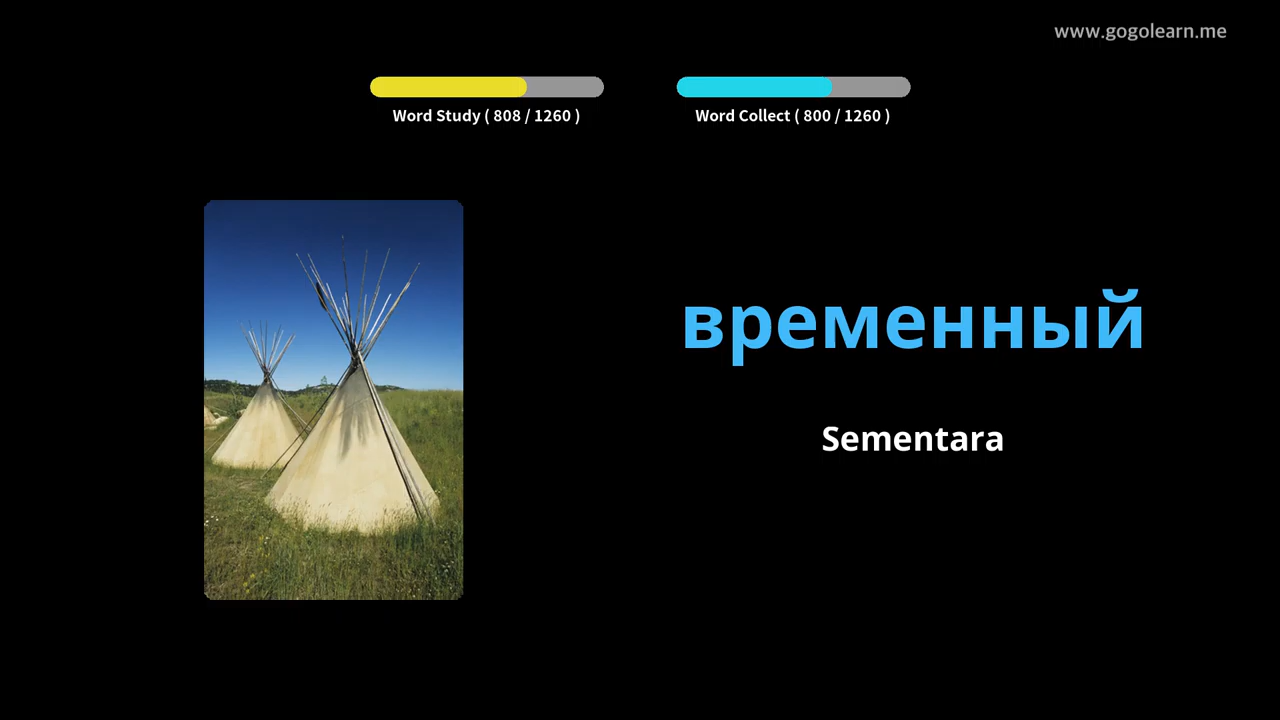 www.gogolearn.me
Word Study ( 808 / 1260 )
Word Collect ( 800 / 1260 )
временный
Sementara